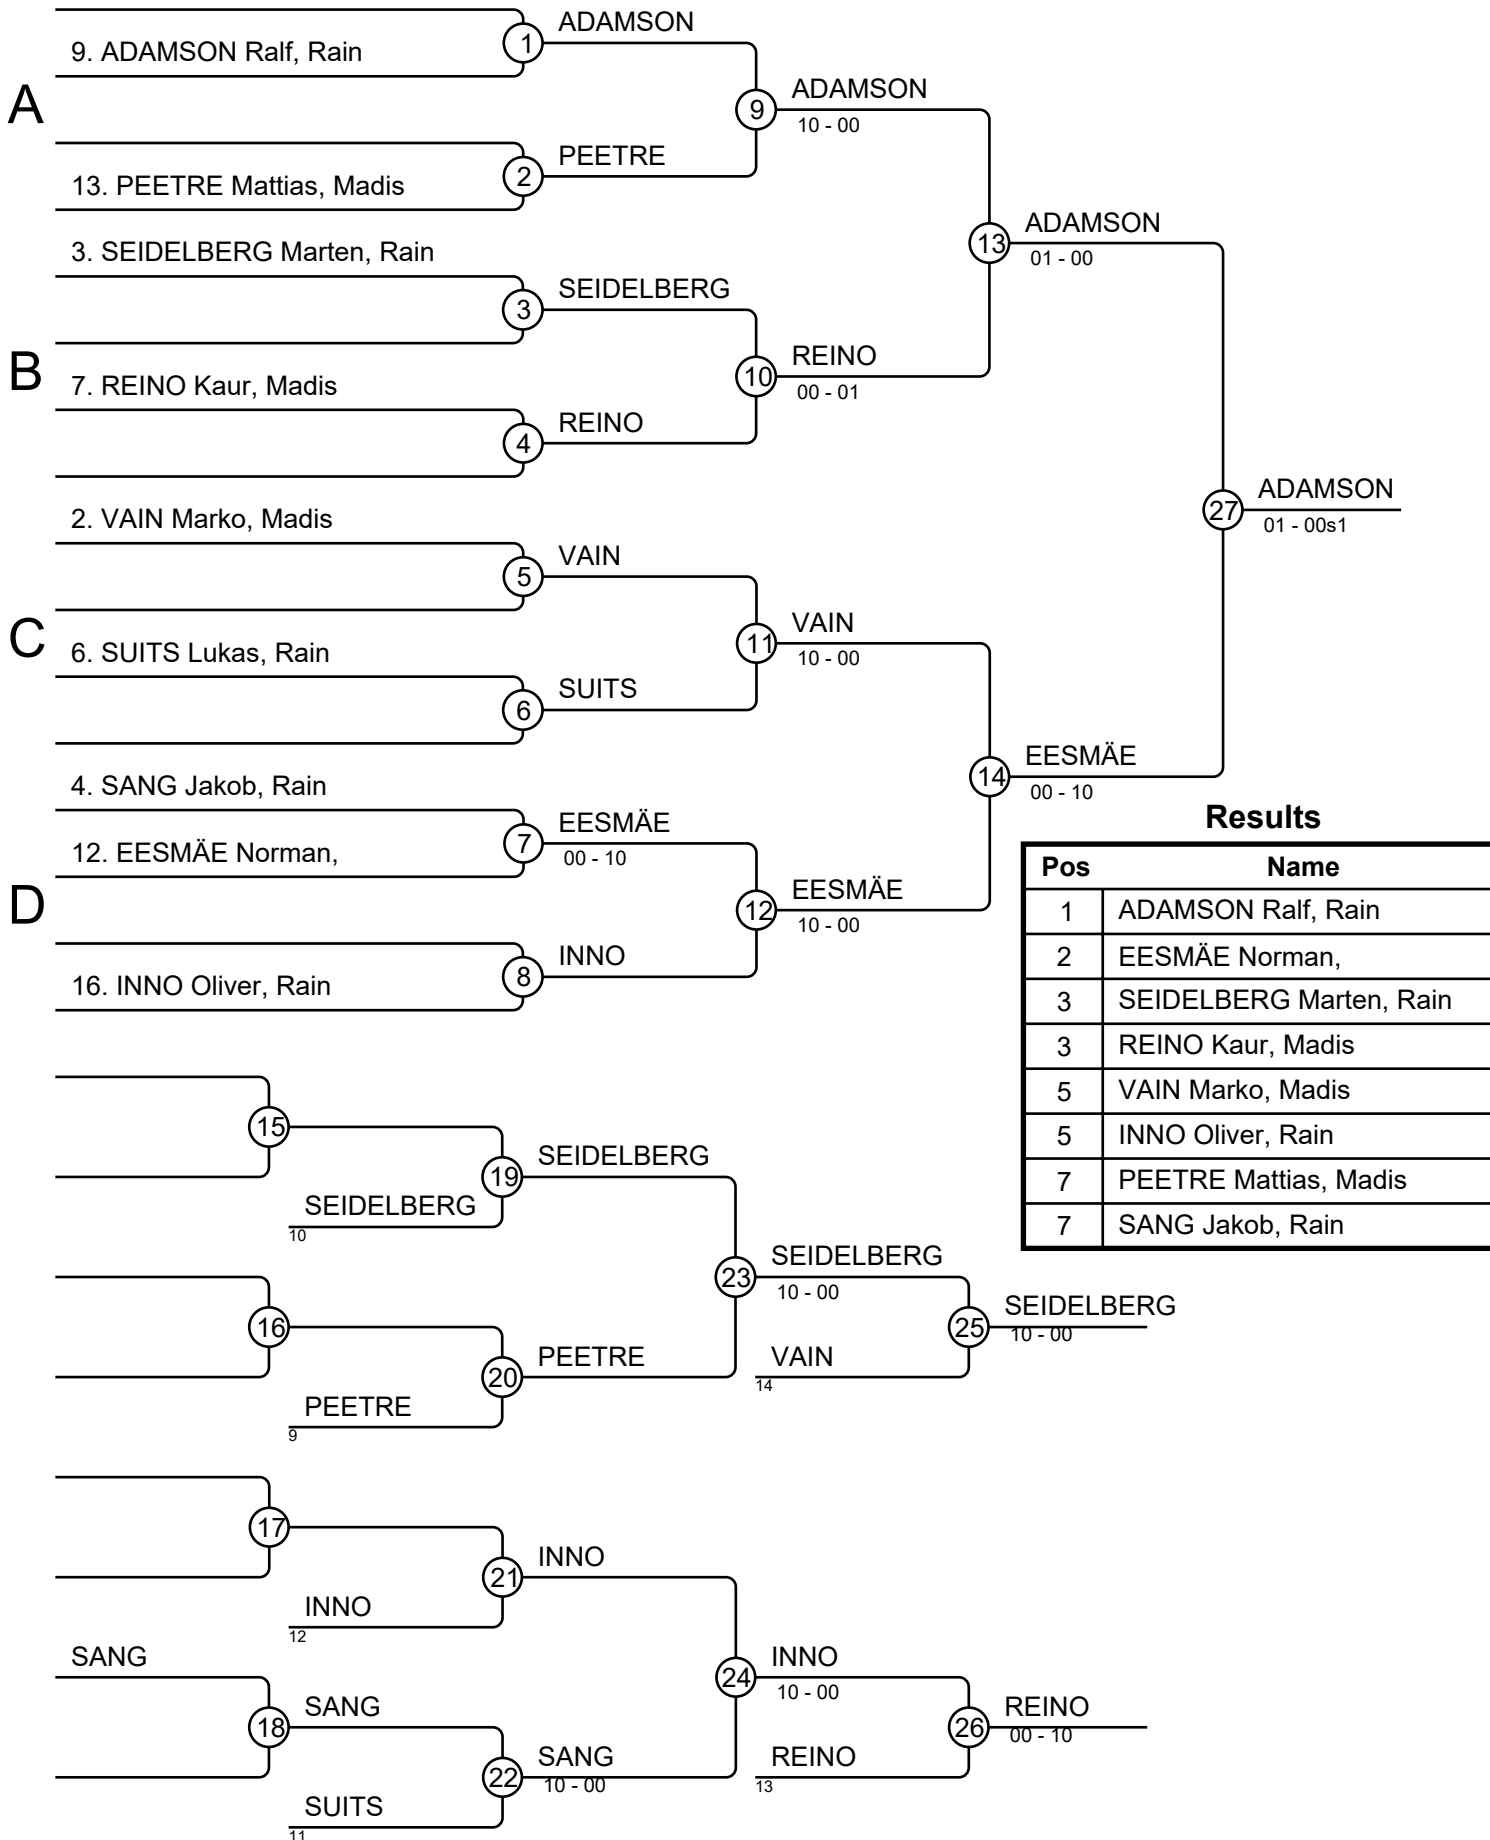 ADAMSON
1
9. ADAMSON Ralf, Rain
A
ADAMSON
9
10 - 00
PEETRE
2
13. PEETRE Mattias, Madis
ADAMSON
13
01 - 00
3. SEIDELBERG Marten, Rain
SEIDELBERG
3
B
REINO
10
00 - 01
7. REINO Kaur, Madis
REINO
4
ADAMSON
27
01 - 00s1
2. VAIN Marko, Madis
VAIN
5
C
VAIN
11
10 - 00
6. SUITS Lukas, Rain
SUITS
6
EESMÄE
14
00 - 10
4. SANG Jakob, Rain
EESMÄE
7
00 - 10
12. EESMÄE Norman,
D
EESMÄE
12
10 - 00
INNO
8
16. INNO Oliver, Rain
Results
Pos Name
1 ADAMSON Ralf, Rain
2 EESMÄE Norman,
3 SEIDELBERG Marten, Rain
3 REINO Kaur, Madis
5 VAIN Marko, Madis
5 INNO Oliver, Rain
7 PEETRE Mattias, Madis
7 SANG Jakob, Rain
15
SEIDELBERG
19
SEIDELBERG
10
SEIDELBERG
23
10 - 00
16
SEIDELBERG
25
10 - 00
PEETRE
20
VAIN
14
PEETRE
9
17
INNO
21
INNO
12
SANG
INNO
24
10 - 00
SANG
18
REINO
26
00 - 10
SANG
22
10 - 00
REINO
13
SUITS
11